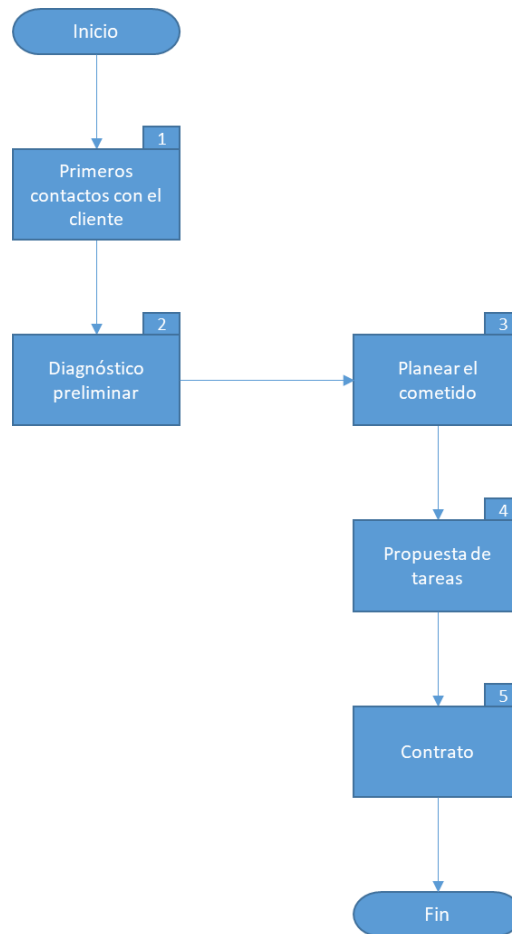 Inicio
1
Primeros
contactos con el
cliente
2
Diagnóstico
preliminar
3
Planear el
cometido
4
Propuesta de
tareas
5
Contrato
Fin